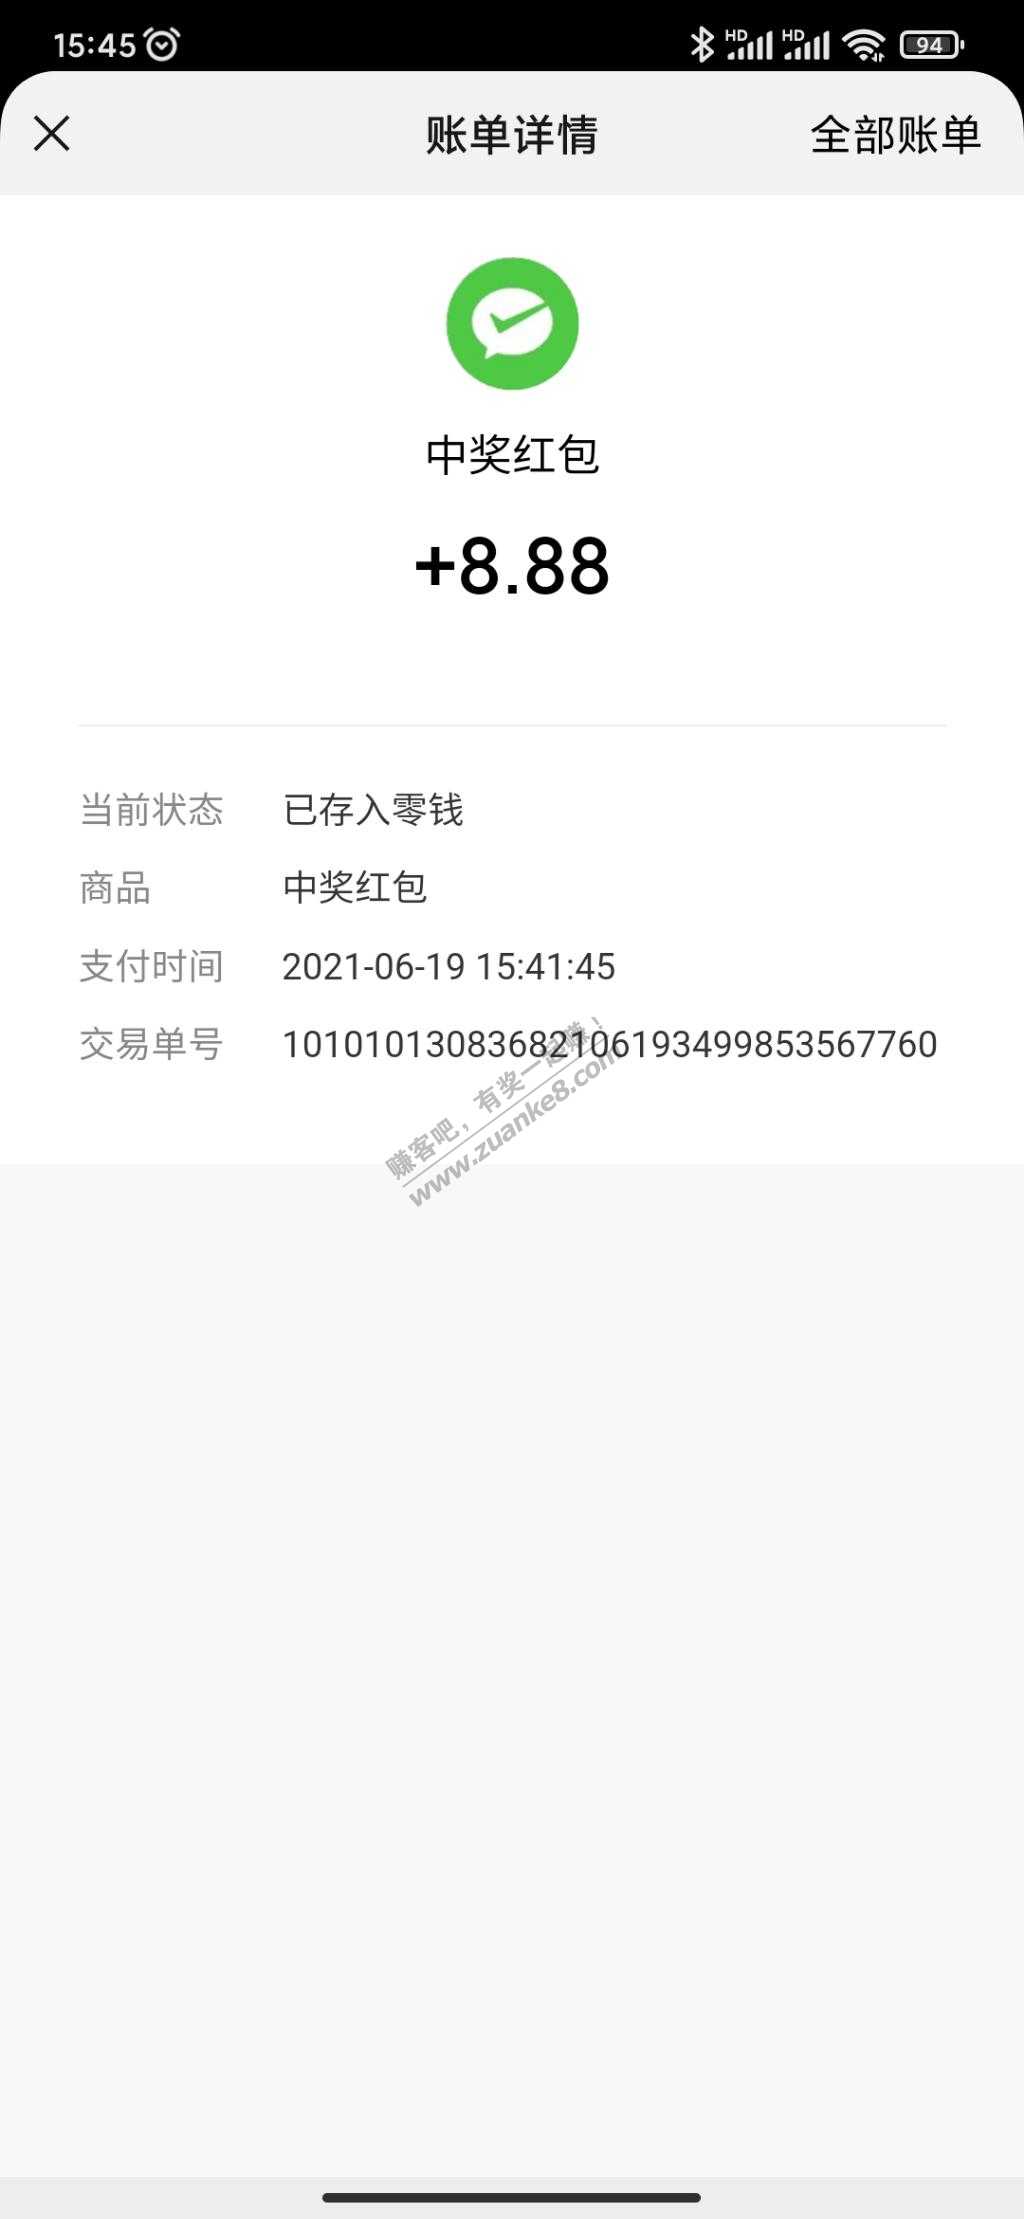 15:45
HD HD 94
账单详情 全部账单
中奖红包
+8.88
当前状态 已存入零钱
商品 中奖红包
支付时间 2021-06-19 15:41:45
交易单号 1010101308368210619349985​3567760
赚客吧，有奖一起赚！
www.zuanke8.com